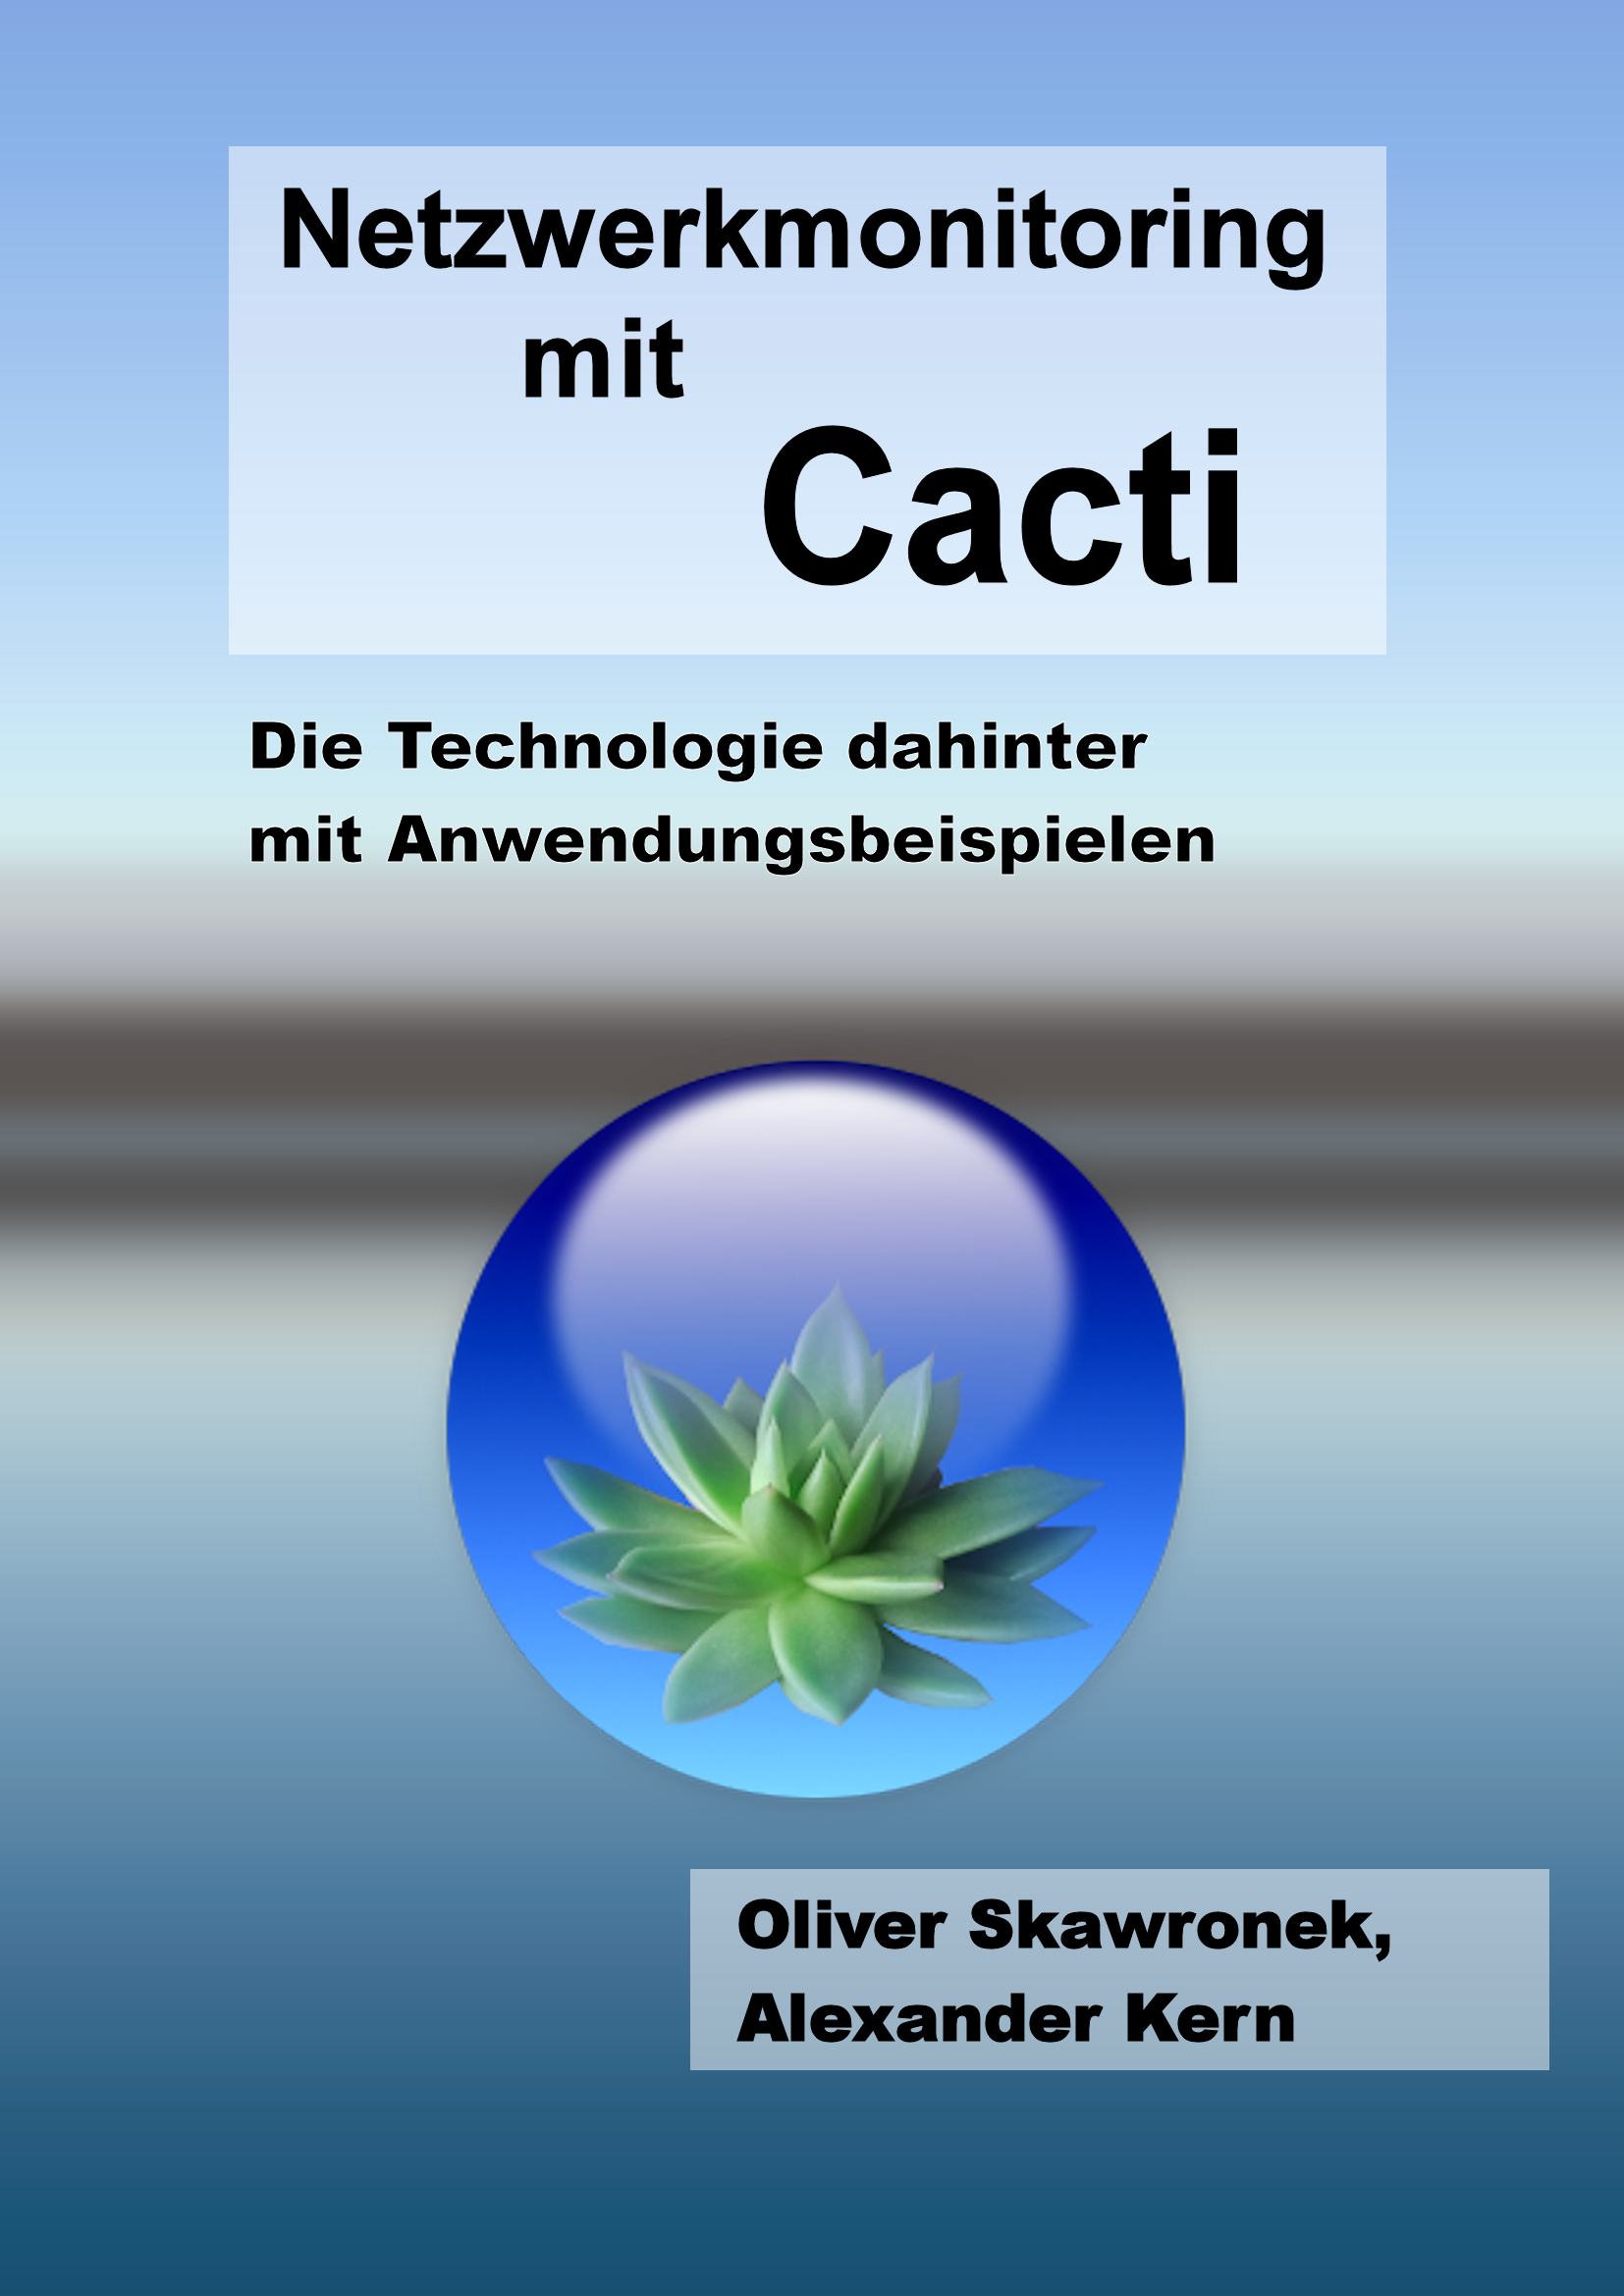 Netzwerkmonitoring
mit
Cacti
Die Technologie dahinter
mit Anwendungsbeispielen
Oliver Skawronek,
Alexander Kern